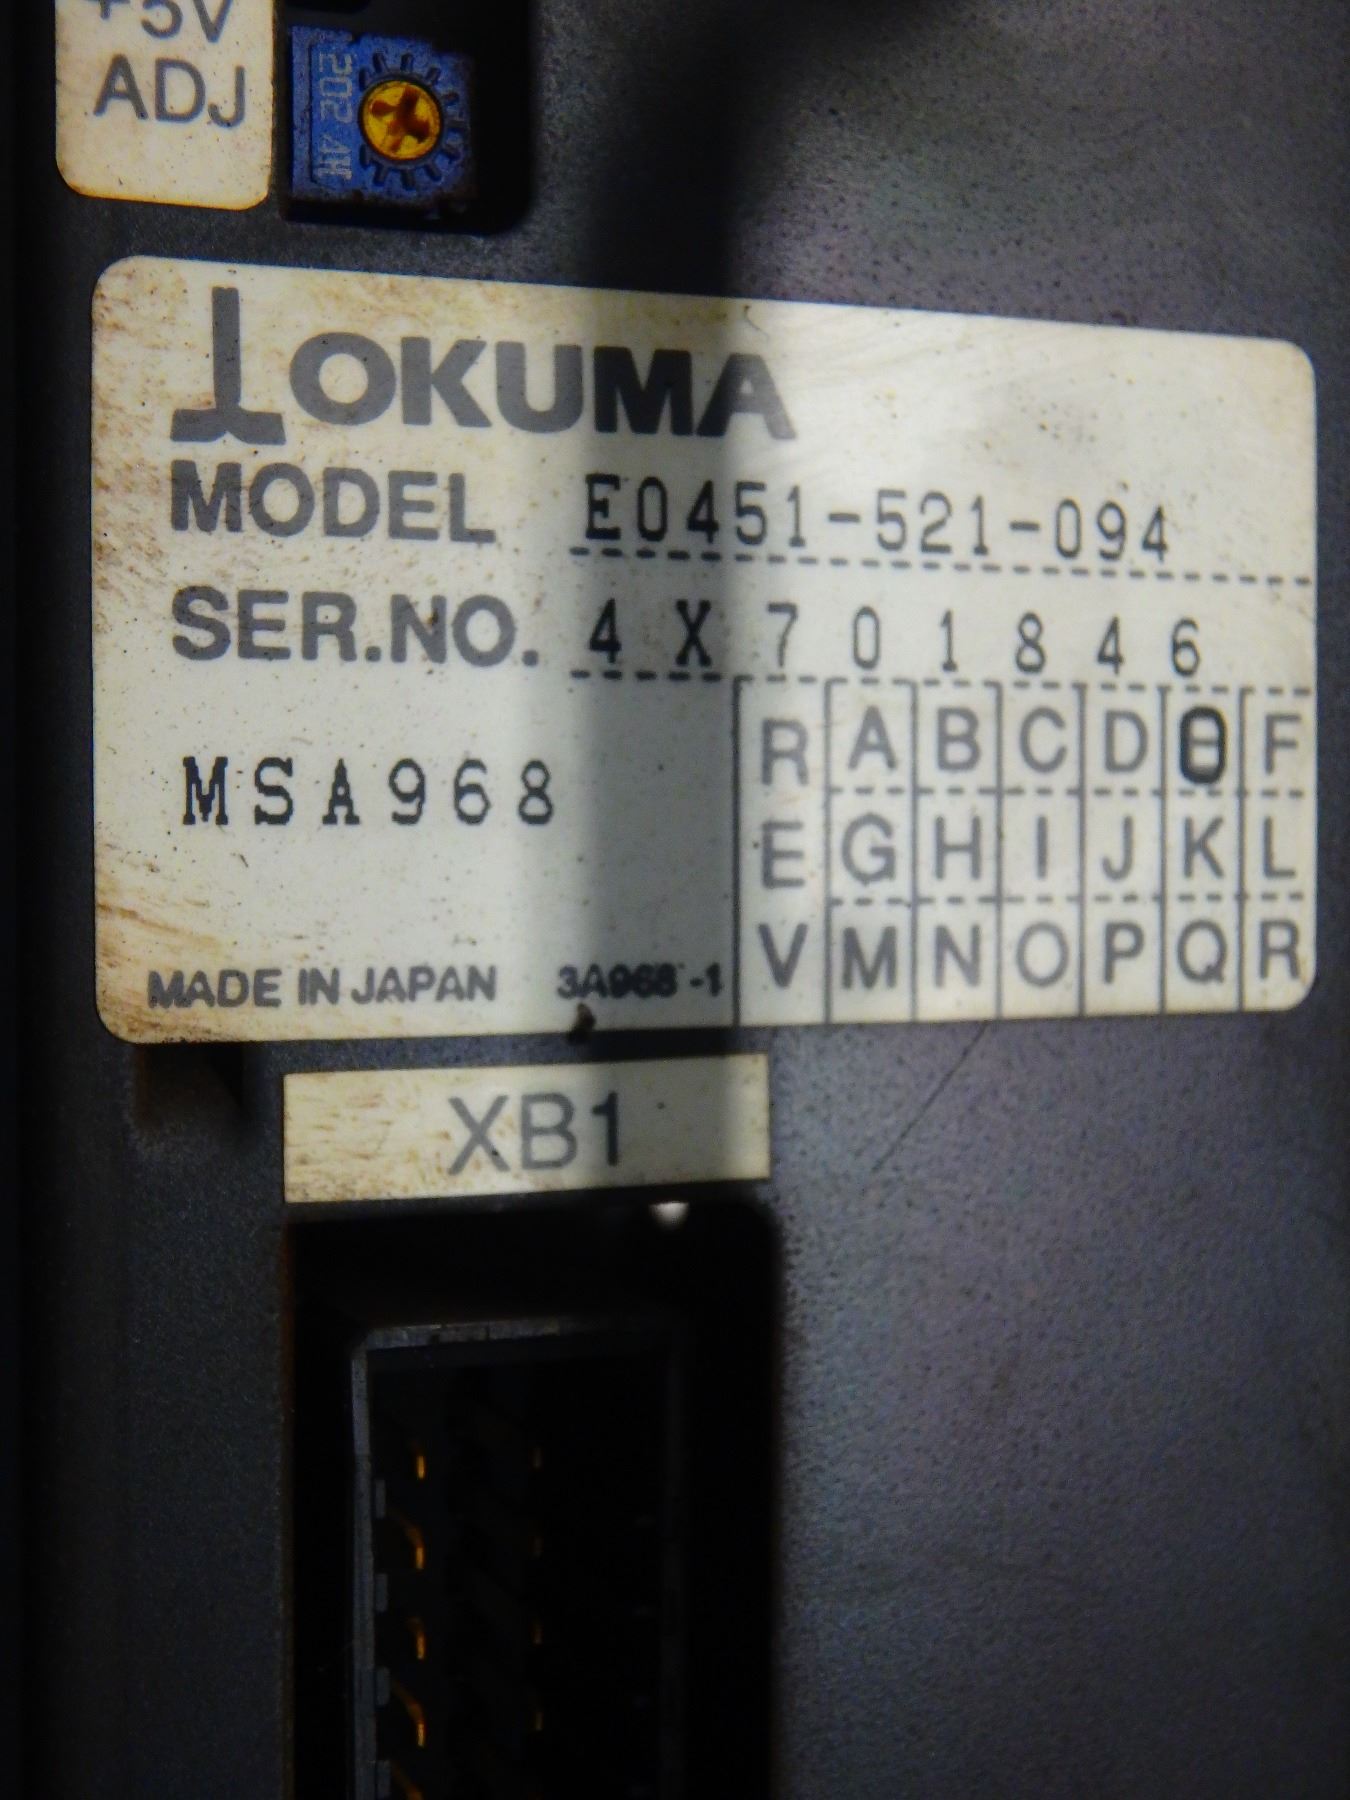 +5V
ADJ
202 4H
OKUMA
MODEL E0451-521-094
SER.NO. 4 X 7 0 1 8 4 6
MSA968
R A B C D F
E G H I J K L
V M N O P Q R
MADE IN JAPAN 3A968-1
XB1